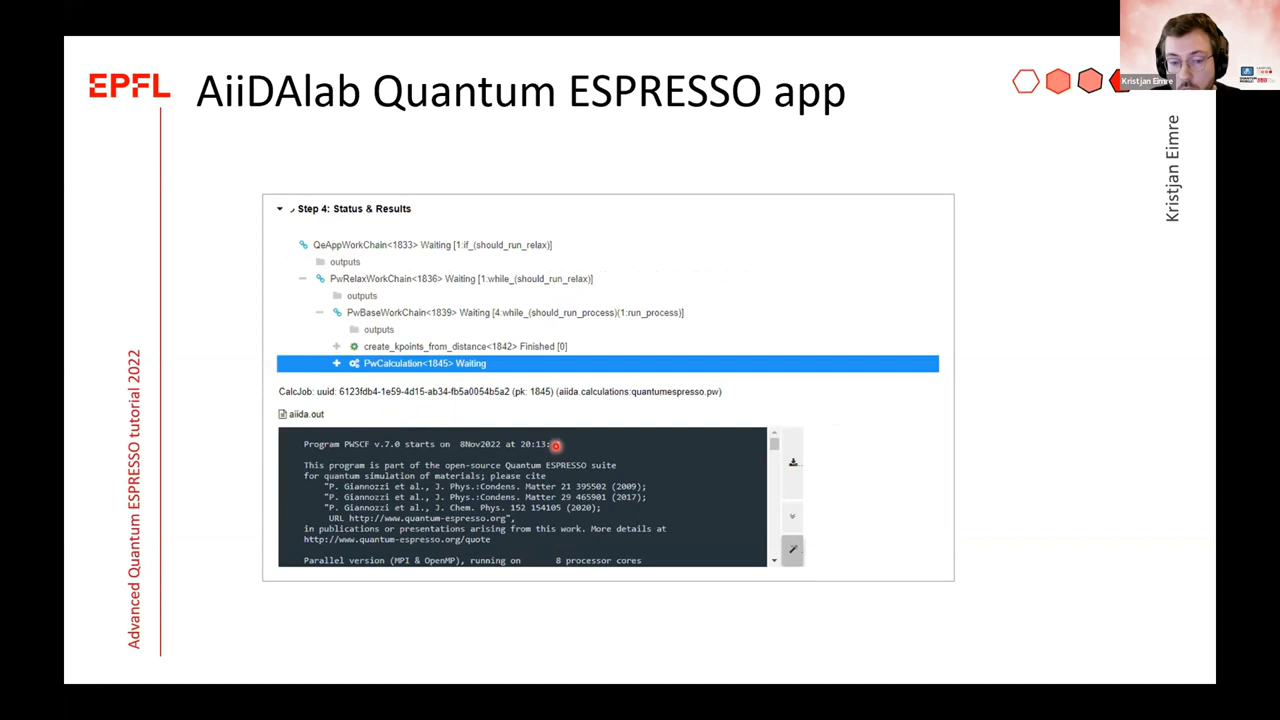 EPFL
AiiDAlab Quantum ESPRESSO app
Kristjan Eimre
Kristjan Eimre
Advanced Quantum ESPRESSO tutorial 2022
Step 4: Status & Results
QeAppWorkChain<1833> Waiting [1:if_(should_run_relax)]
outputs
PwRelaxWorkChain<1836> Waiting [1:while_(should_run_relax)]
outputs
PwBaseWorkChain<1839> Waiting [4:while_(should_run_process)(1:run_process)]
outputs
create_kpoints_from_distance<1842> Finished [0]
PwCalculation<1845> Waiting
CalcJob: uuid: 6123fdb4-1e59-4d15-ab34-fb5a0054b5a2 (pk: 1845) (aiida.calculations:quantumespresso.pw)
aiida.out
Program PWSCF v.7.0 starts on 8Nov2022 at 20:13:
This program is part of the open-source Quantum ESPRESSO suite
for quantum simulation of materials; please cite
"P. Giannozzi et al., J. Phys.:Condens. Matter 21 395502 (2009);
"P. Giannozzi et al., J. Phys.:Condens. Matter 29 465901 (2017);
"P. Giannozzi et al., J. Chem. Phys. 152 154105 (2020);
URL http://www.quantum-espresso.org",
in publications or presentations arising from this work. More details at
http://www.quantum-espresso.org/quote
Parallel version (MPI & OpenMP), running on 8 processor cores